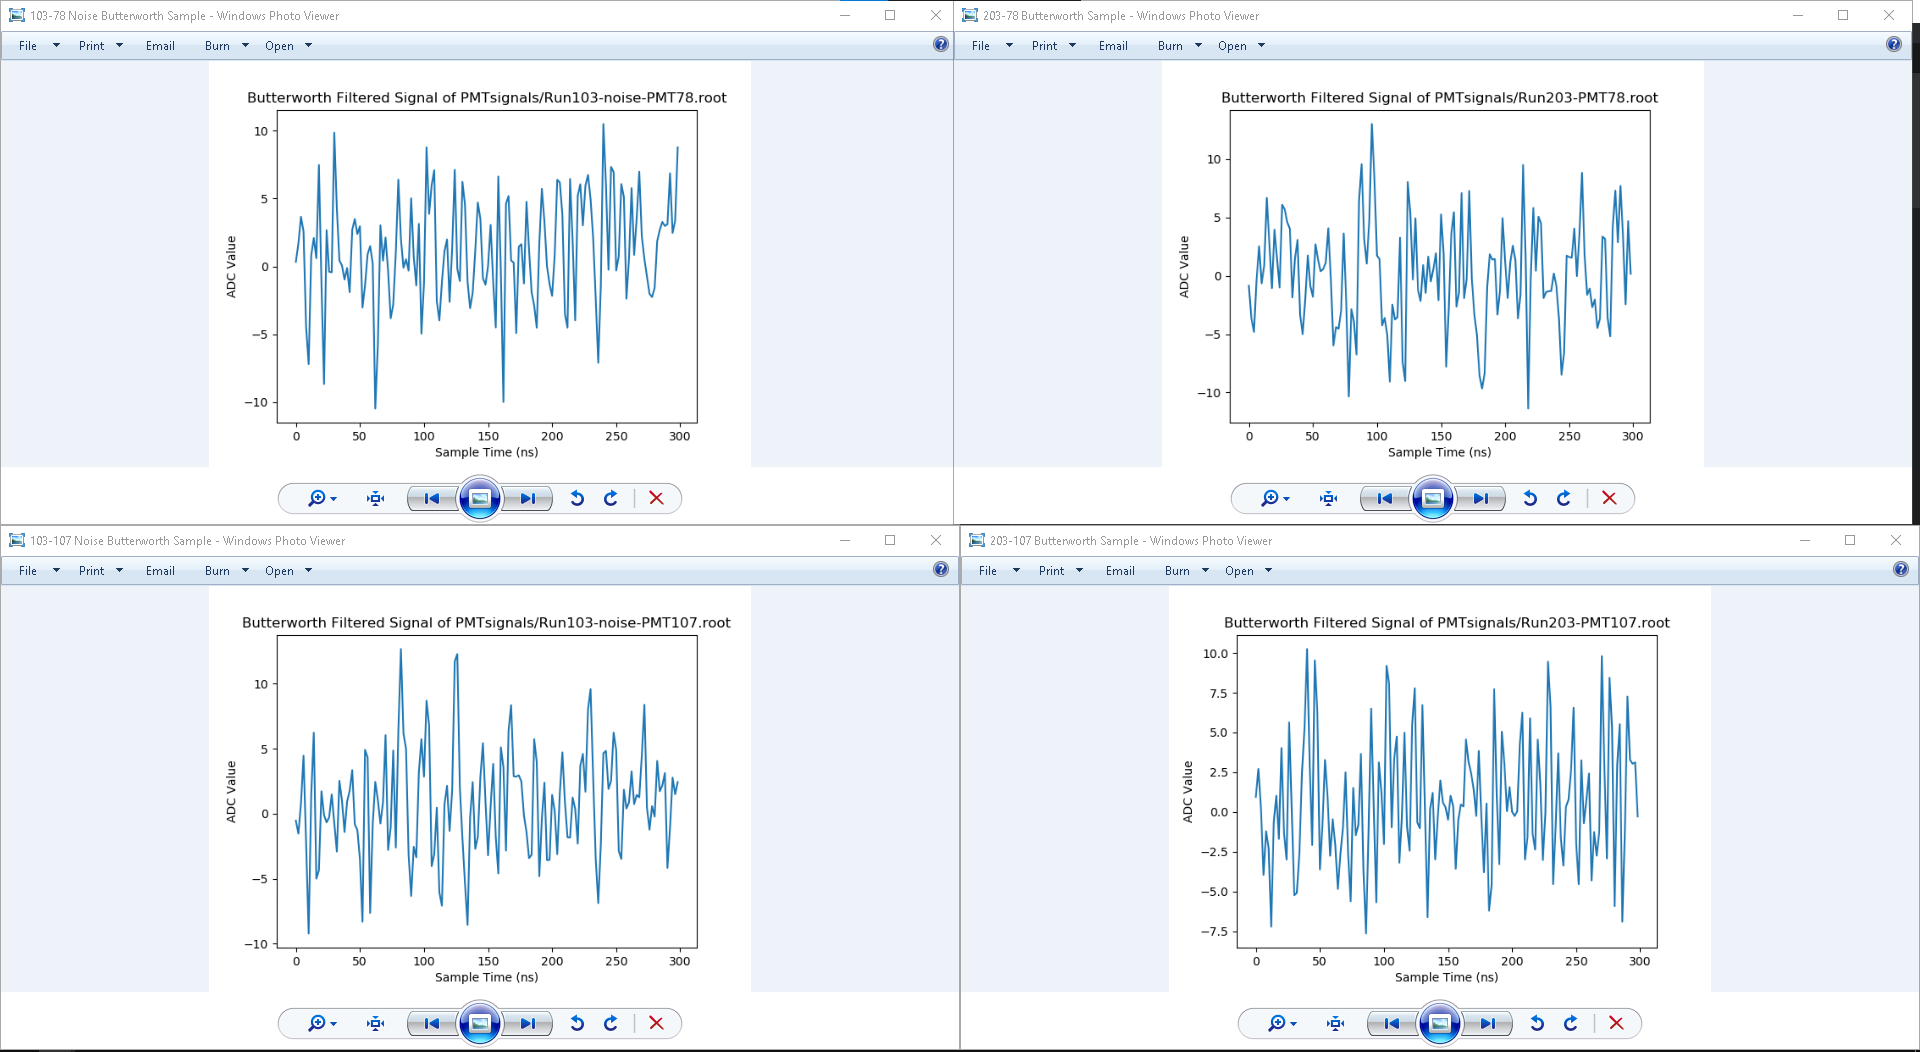 103-78 Noise Butterworth Sample - Windows Photo Viewer
File Print Email Burn Open
Butterworth Filtered Signal of PMTsignals/Run103-noise-PMT78.root
10
5
0
−5
−10
ADC Value
0 50 100 150 200 250 300
Sample Time (ns)
203-78 Butterworth Sample - Windows Photo Viewer
File Print Email Burn Open
Butterworth Filtered Signal of PMTsignals/Run203-PMT78.root
10
5
0
−5
−10
ADC Value
0 50 100 150 200 250 300
Sample Time (ns)
103-107 Noise Butterworth Sample - Windows Photo Viewer
File Print Email Burn Open
Butterworth Filtered Signal of PMTsignals/Run103-noise-PMT107.root
10
5
0
−5
−10
ADC Value
0 50 100 150 200 250 300
Sample Time (ns)
203-107 Butterworth Sample - Windows Photo Viewer
File Print Email Burn Open
Butterworth Filtered Signal of PMTsignals/Run203-PMT107.root
10.0
7.5
5.0
2.5
0.0
−2.5
−5.0
−7.5
ADC Value
0 50 100 150 200 250 300
Sample Time (ns)